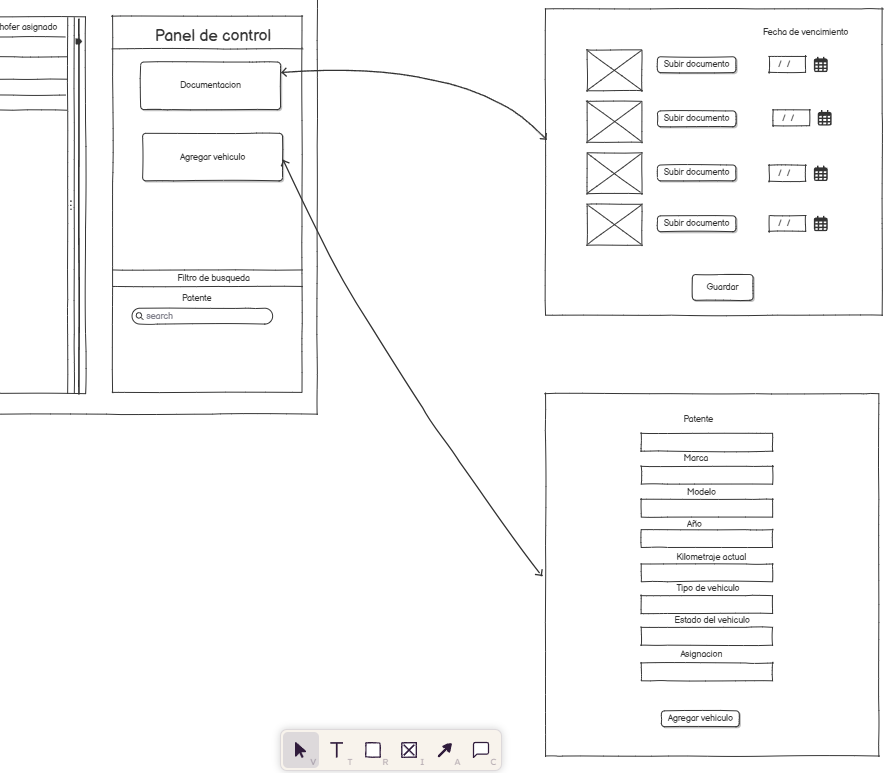 hofer asignado
Panel de control
Documentacion
Agregar vehiculo
Filtro de busqueda
Patente
search
Fecha de vencimiento
Subir documento / /
Subir documento / /
Subir documento / /
Subir documento / /
Guardar
Patente
Marca
Modelo
Año
Kilometraje actual
Tipo de vehiculo
Estado del vehiculo
Asignacion
Agregar vehiculo
V T R I A C